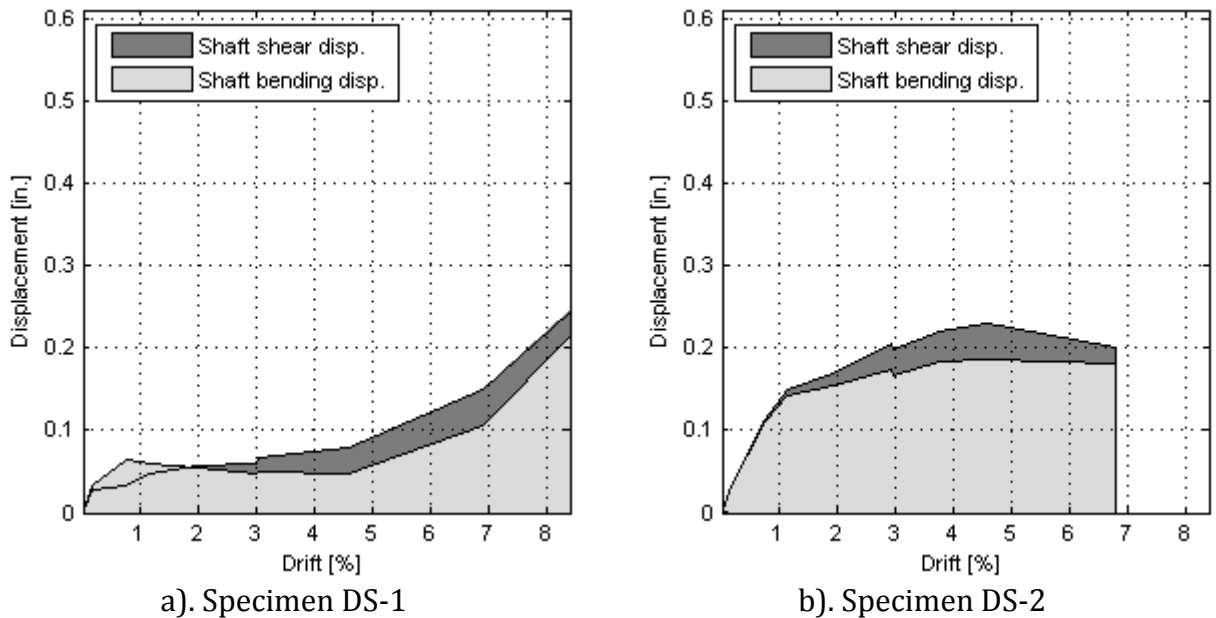 0.6
0.5
0.4
0.3
0.2
0.1
0
Displacement [in.]
Shaft shear disp.
Shaft bending disp.
1 2 3 4 5 6 7 8
Drift [%]
a). Specimen DS-1
0.6
0.5
0.4
0.3
0.2
0.1
0
Displacement [in.]
Shaft shear disp.
Shaft bending disp.
1 2 3 4 5 6 7 8
Drift [%]
b). Specimen DS-2